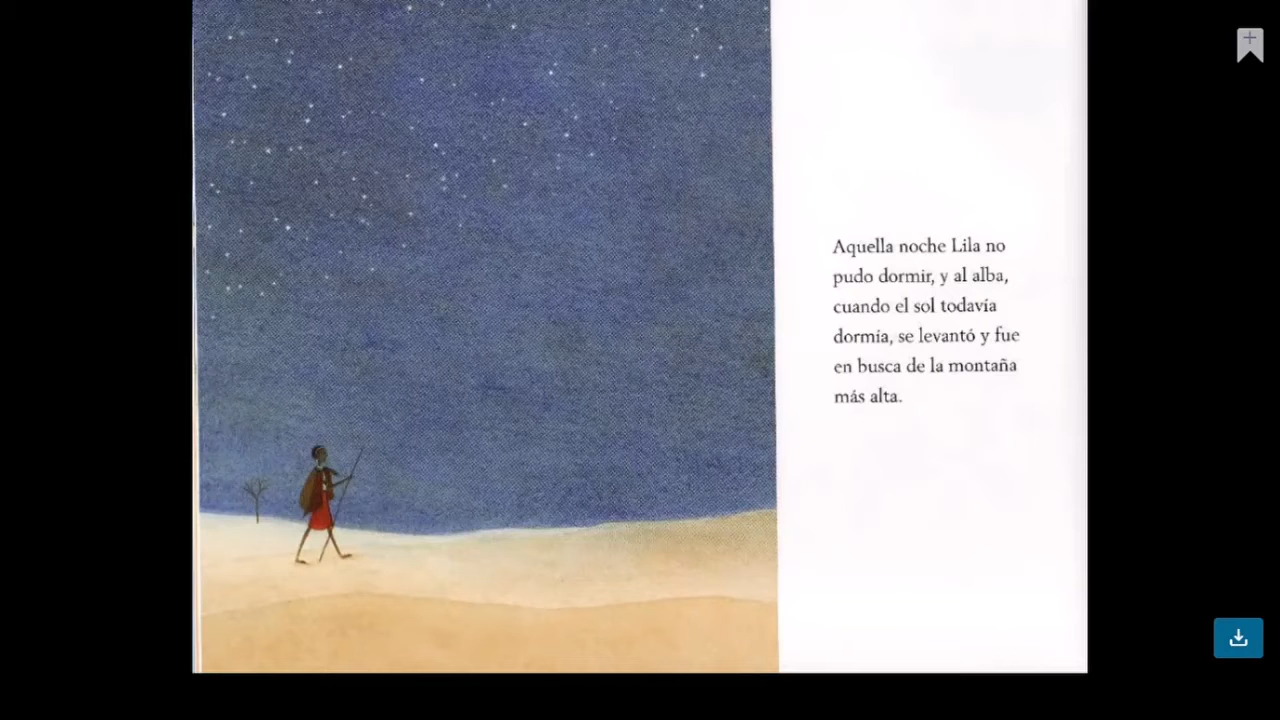 Aquella noche Lila no
pudo dormir, y al alba,
cuando el sol todavía
dormía, se levantó y fue
en busca de la montaña
más alta.